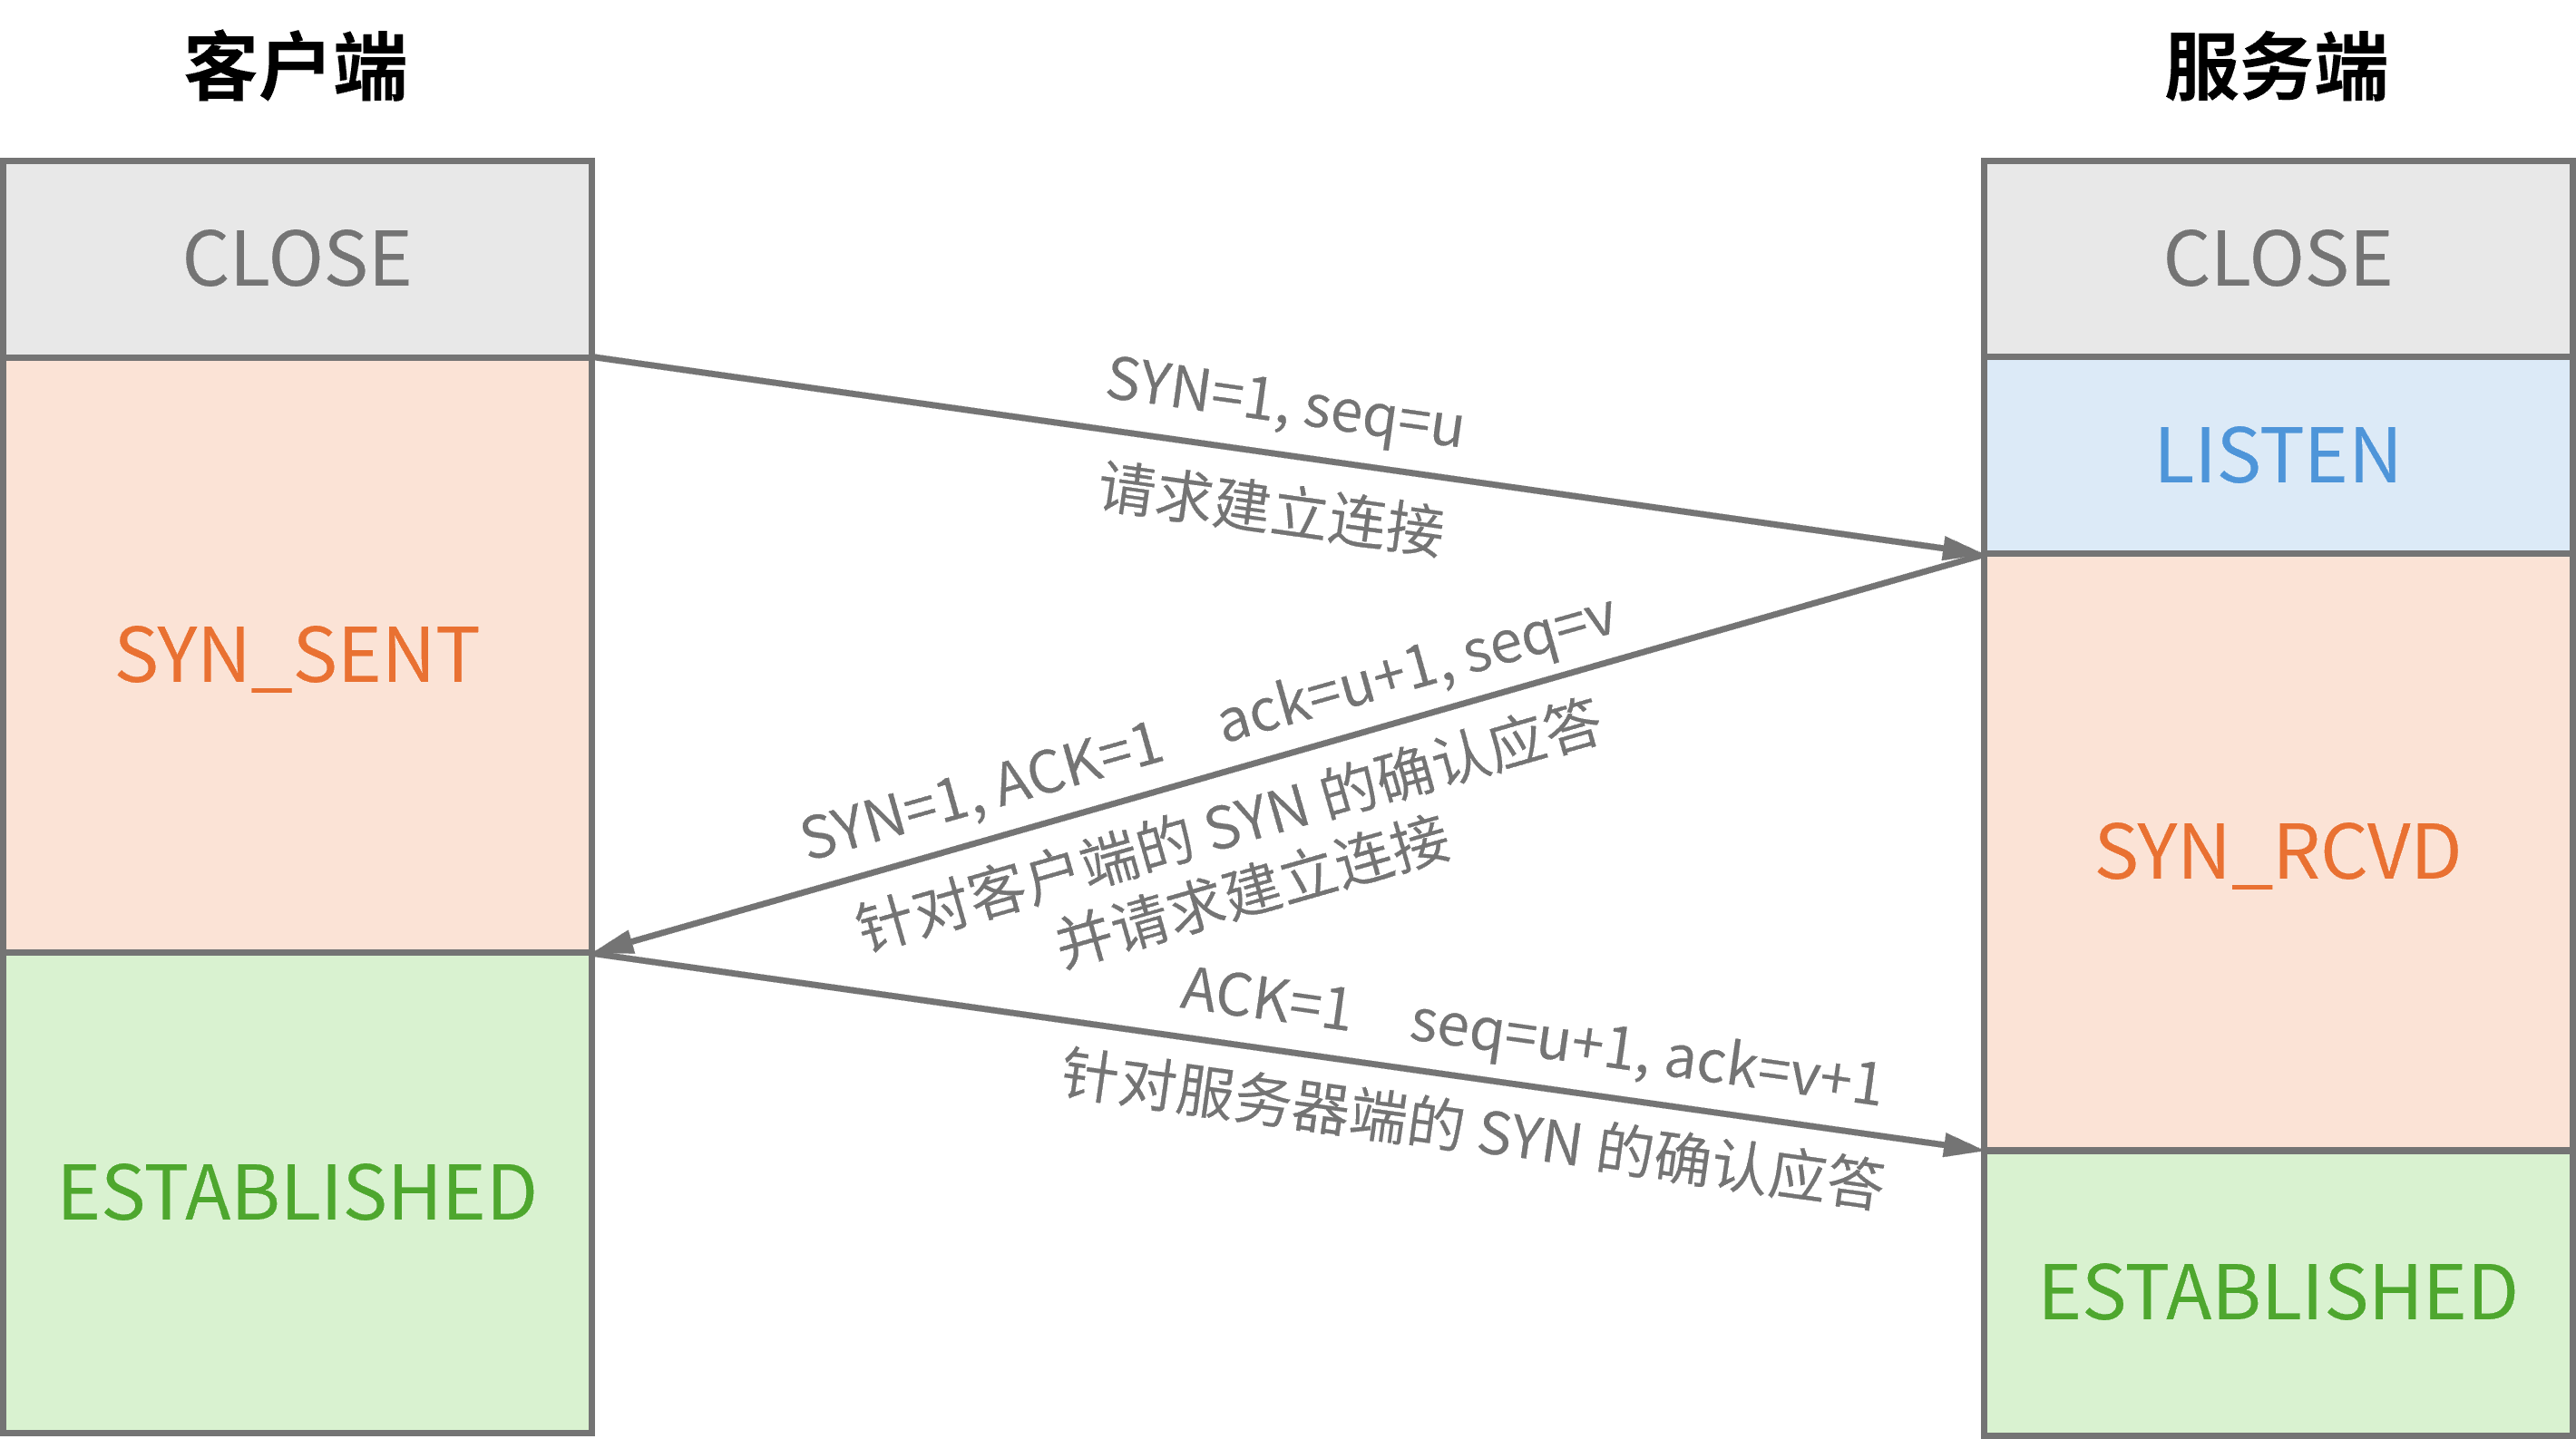 客户端
服务端
CLOSE
CLOSE
SYN=1, seq=u
请求建立连接
LISTEN
SYN_SENT
SYN=1, ACK=1 ack=u+1, seq=v
针对客户端的 SYN 的确认应答
并请求建立连接
SYN_RCVD
ACK=1 seq=u+1, ack=v+1
针对服务器端的 SYN 的确认应答
ESTABLISHED
ESTABLISHED